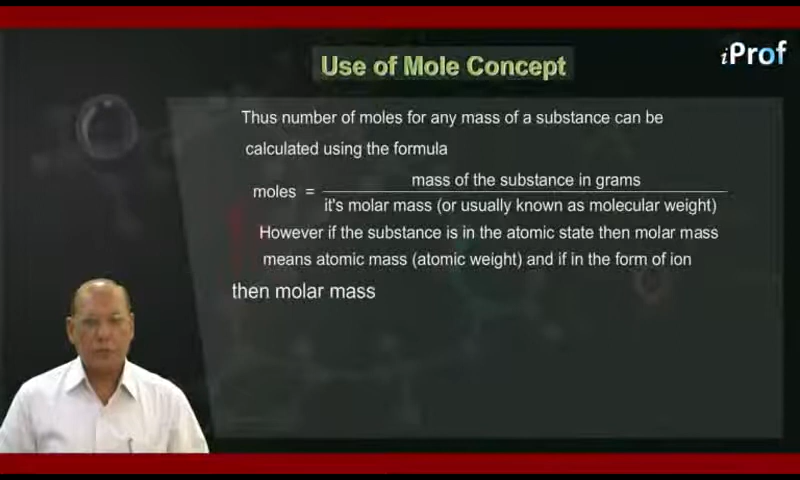 iProf
Use of Mole Concept
Thus number of moles for any mass of a substance can be
calculated using the formula
mass of the substance in grams
moles =
it's molar mass (or usually known as molecular weight)
However if the substance is in the atomic state then molar mass
means atomic mass (atomic weight) and if in the form of ion
then molar mass